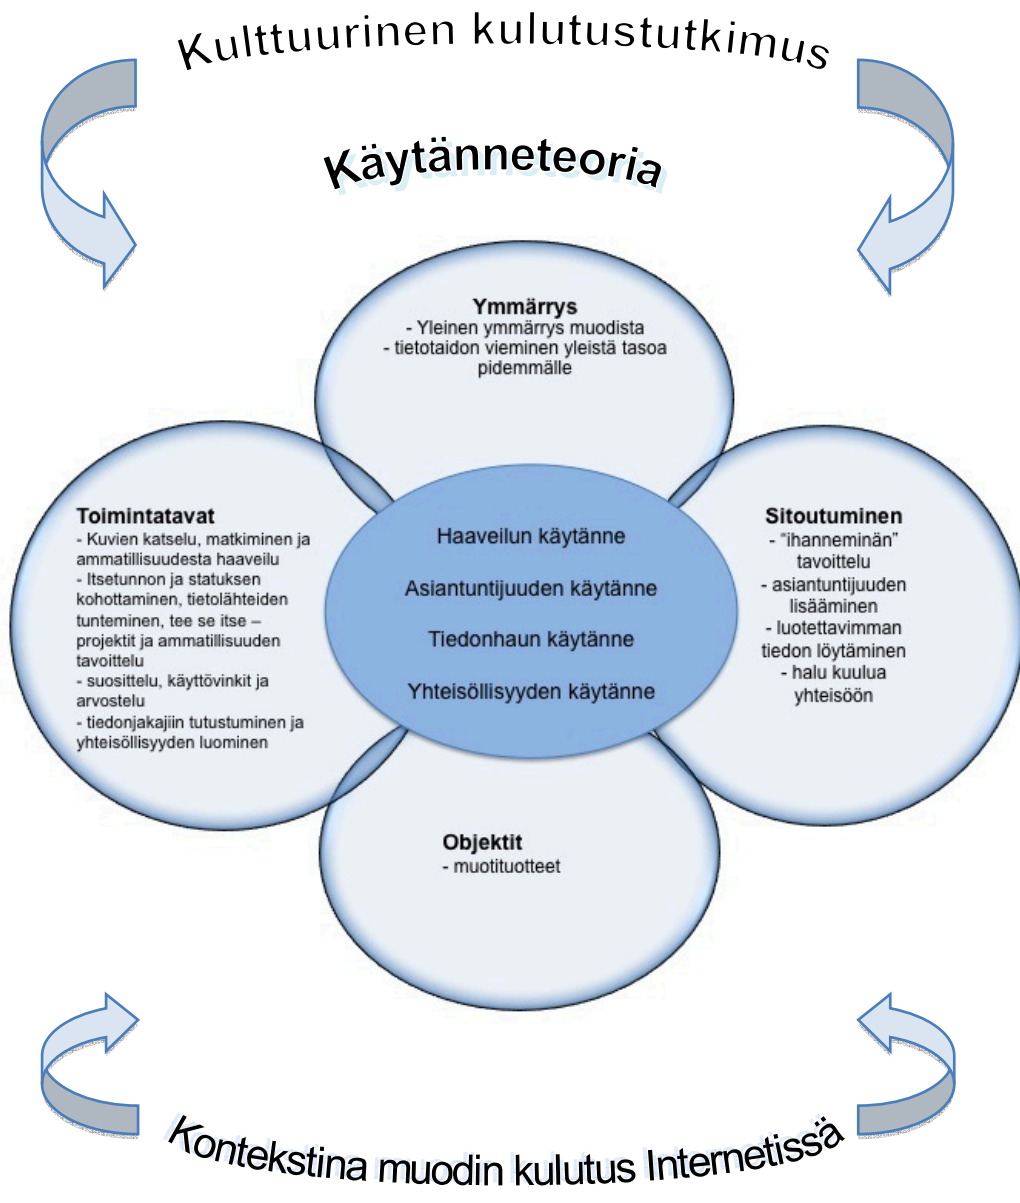 Kulttuurinen kulutustutkimus
Käytänneteoria
Ymmärrys
- Yleinen ymmärrys muodista
- tietotaidon vieminen yleistä tasoa
pidemmälle
Toimintatavat
- Kuvien katselu, matkiminen ja
ammatillisuudesta haaveilu
- Itsetunnon ja statuksen
kohottaminen, tietolähteiden
tunteminen, tee se itse –
projektit ja ammatillisuuden
tavoittelu
- suosittelu, käyttövinkit ja
arvostelu
- tiedonjakajiin tutustuminen ja
yhteisöllisyyden luominen
Haaveilun käytänne
Asiantuntijuuden käytänne
Tiedonhaun käytänne
Yhteisöllisyyden käytänne
Sitoutuminen
- “ihanneminän”
tavoittelu
- asiantuntijuuden
lisääminen
- luotettavimman
tiedon löytäminen
- halu kuulua
yhteisöön
Objektit
- muotituotteet
Kontekstina muodin kulutus Internetissä